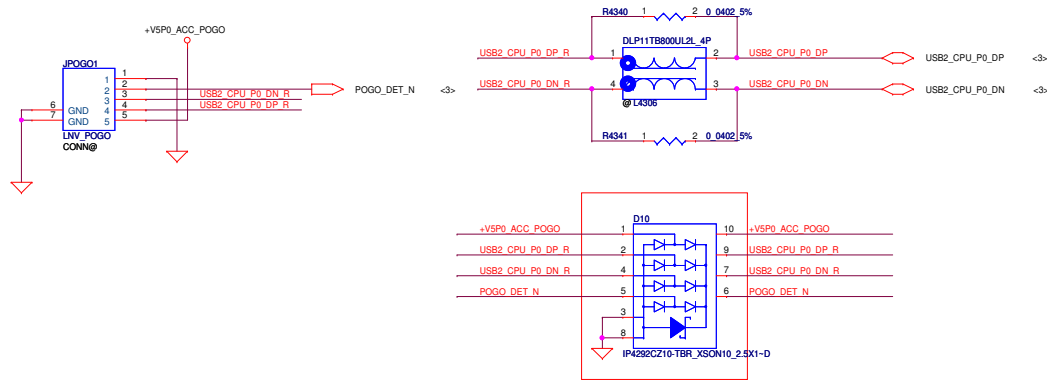 +V5P0_ACC_POGO
JPOGO1
1
2
3
4
5
1
2
3
4
5
6
7
GND
GND
LNV_POGO
CONN@
USB2_CPU_P0_DN_R
USB2_CPU_P0_DP_R
POGO_DET_N
<3>
R4340
1
2
0_0402_5%
DLP11TB800UL2L_4P
USB2_CPU_P0_DP_R
1
2
USB2_CPU_P0_DP
USB2_CPU_P0_DP
<3>
USB2_CPU_P0_DN_R
4
3
USB2_CPU_P0_DN
USB2_CPU_P0_DN
<3>
@ L4306
R4341
1
2
0_0402_5%
D10
+V5P0_ACC_POGO
1
10
+V5P0_ACC_POGO
USB2_CPU_P0_DP_R
2
9
USB2_CPU_P0_DP_R
USB2_CPU_P0_DN_R
4
7
USB2_CPU_P0_DN_R
POGO_DET_N
5
6
POGO_DET_N
3
8
IP4292CZ10-TBR_XSON10_2.5X1~D